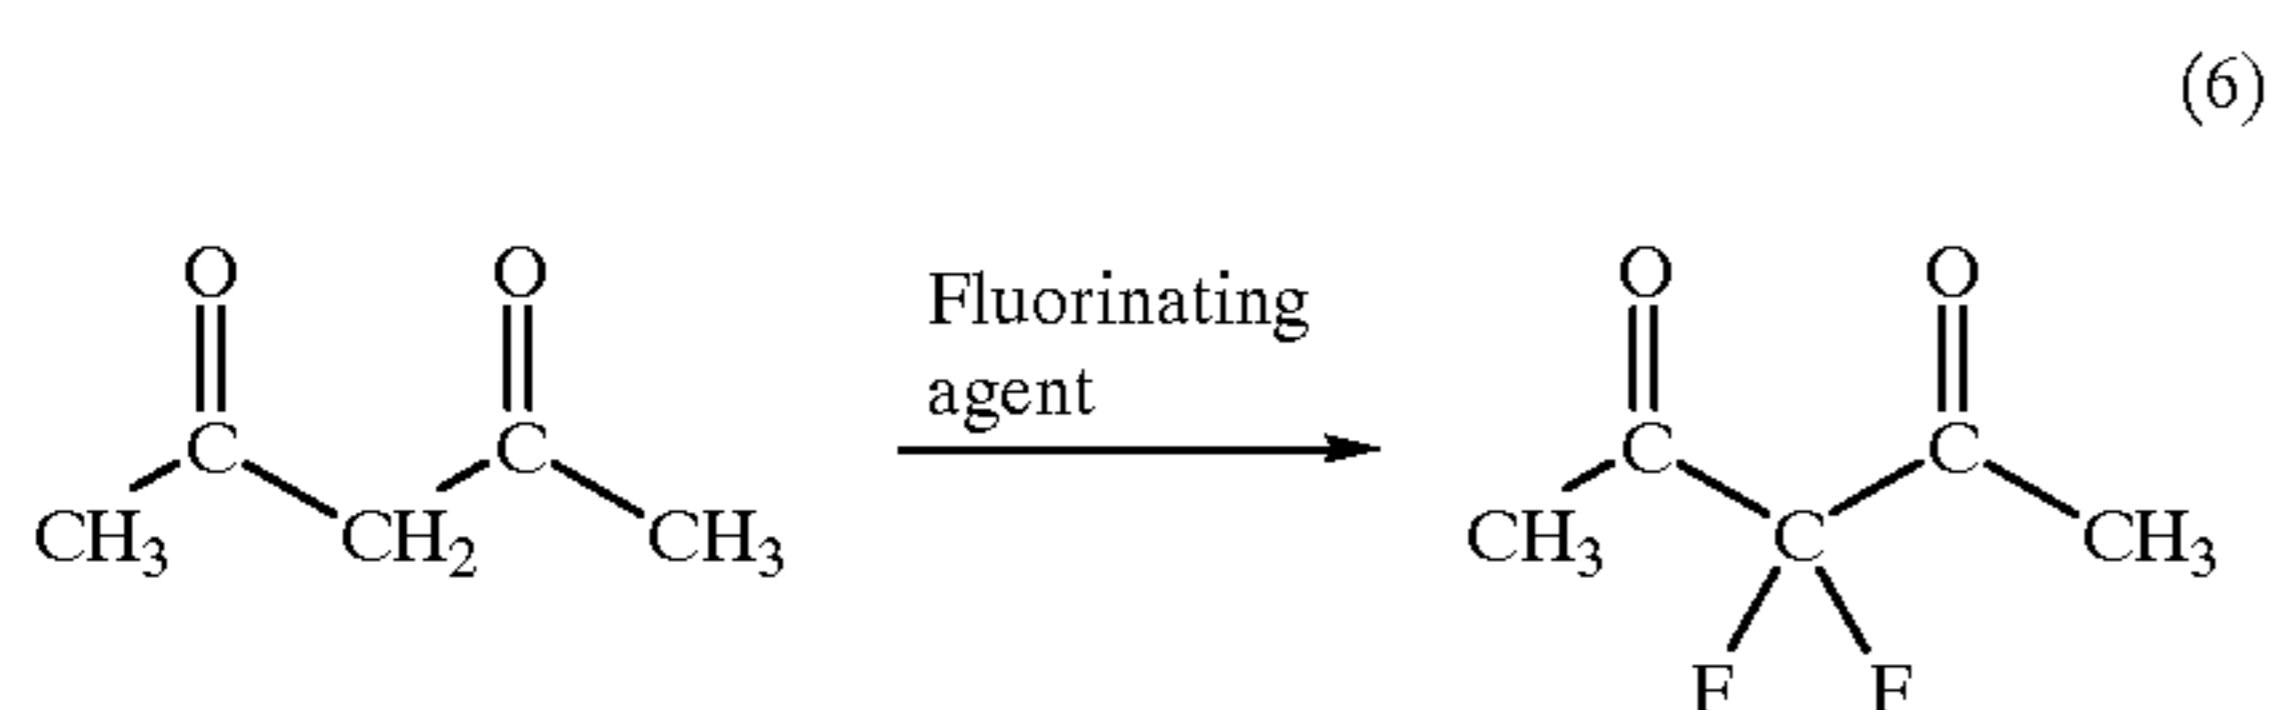 (6)
O O O O
Fluorinating
agent
C C C C
CH₃ CH₂ CH₃ CH₃ C CH₃
F F